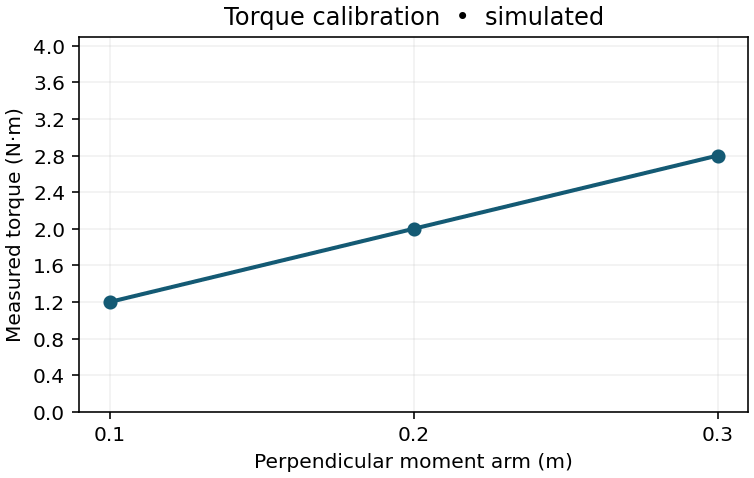 Torque calibration • simulated
Measured torque (N·m)
4.0
3.6
3.2
2.8
2.4
2.0
1.6
1.2
0.8
0.4
0.0
0.1 0.2 0.3
Perpendicular moment arm (m)